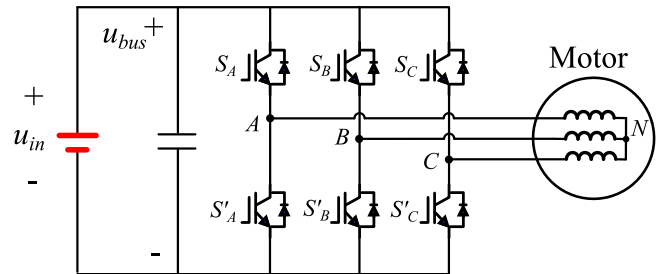 u_bus +
S_A
S_B
S_C
Motor
+
u_in
-
A
B
C
N
S'_A
S'_B
S'_C
-